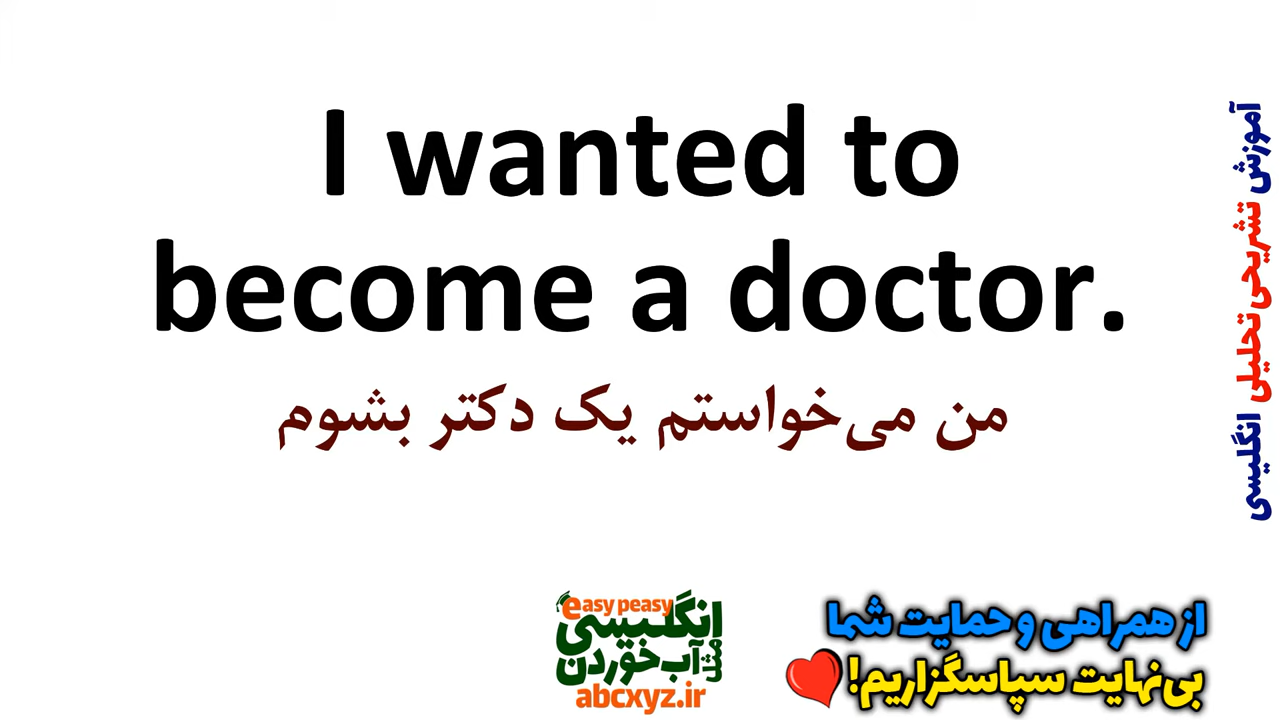 I wanted to
become a doctor.
من می‌خواستم یک دکتر بشوم
آموزش تشریحی تحلیلی انگلیسی
easy peasy
انگلیسی
مثل آب خوردن
abcxyz.ir
از همراهی و حمایت شما
بی‌نهایت سپاسگزاریم!